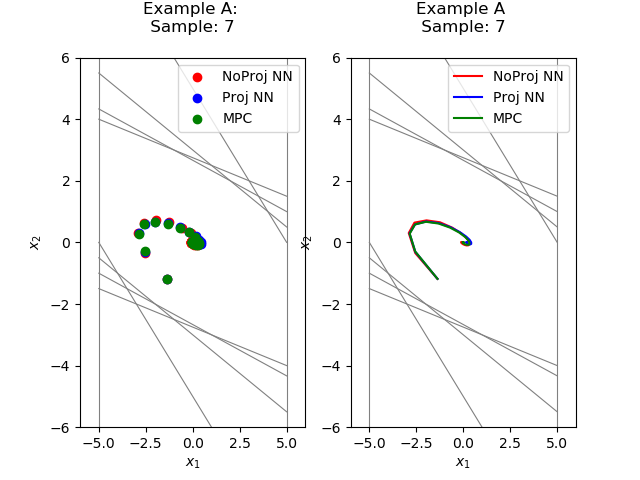 Example A:
Sample: 7
NoProj NN
Proj NN
MPC
x₂
6
4
2
0
−2
−4
−6
−5.0
−2.5
0.0
2.5
5.0
x₁
Example A
Sample: 7
NoProj NN
Proj NN
MPC
x₂
6
4
2
0
−2
−4
−6
−5.0
−2.5
0.0
2.5
5.0
x₁